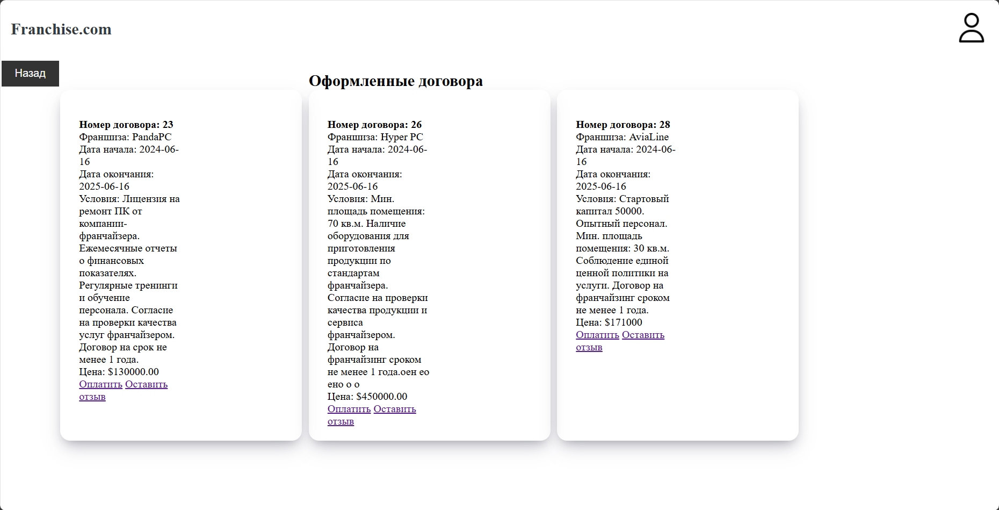 Franchise.com
Назад
Оформленные договора
Номер договора: 23
Франшиза: PandaPC
Дата начала: 2024-06-
16
Дата окончания:
2025-06-16
Условия: Лицензия на
ремонт ПК от
компании-
франчайзера.
Ежемесячные отчеты
о финансовых
показателях.
Регулярные тренинги
и обучение
персонала. Согласие
на проверки качества
услуг франчайзером.
Договор на срок не
менее 1 года.
Цена: $130000.00
Оплатить Оставить
отзыв
Номер договора: 26
Франшиза: Hyper PC
Дата начала: 2024-06-
16
Дата окончания:
2025-06-16
Условия: Мин.
площадь помещения:
70 кв.м. Наличие
оборудования для
приготовления
продукции по
стандартам
франчайзера.
Согласие на проверки
качества продукции и
сервиса
франчайзером.
Договор на
франчайзинг сроком
не менее 1 года.оен ео
ено о о
Цена: $450000.00
Оплатить Оставить
отзыв
Номер договора: 28
Франшиза: AviaLine
Дата начала: 2024-06-
16
Дата окончания:
2025-06-16
Условия: Стартовый
капитал 50000.
Опытный персонал.
Мин. площадь
помещения: 30 кв.м.
Соблюдение единой
ценной политики на
услуги. Договор на
франчайзинг сроком
не менее 1 года.
Цена: $171000
Оплатить Оставить
отзыв